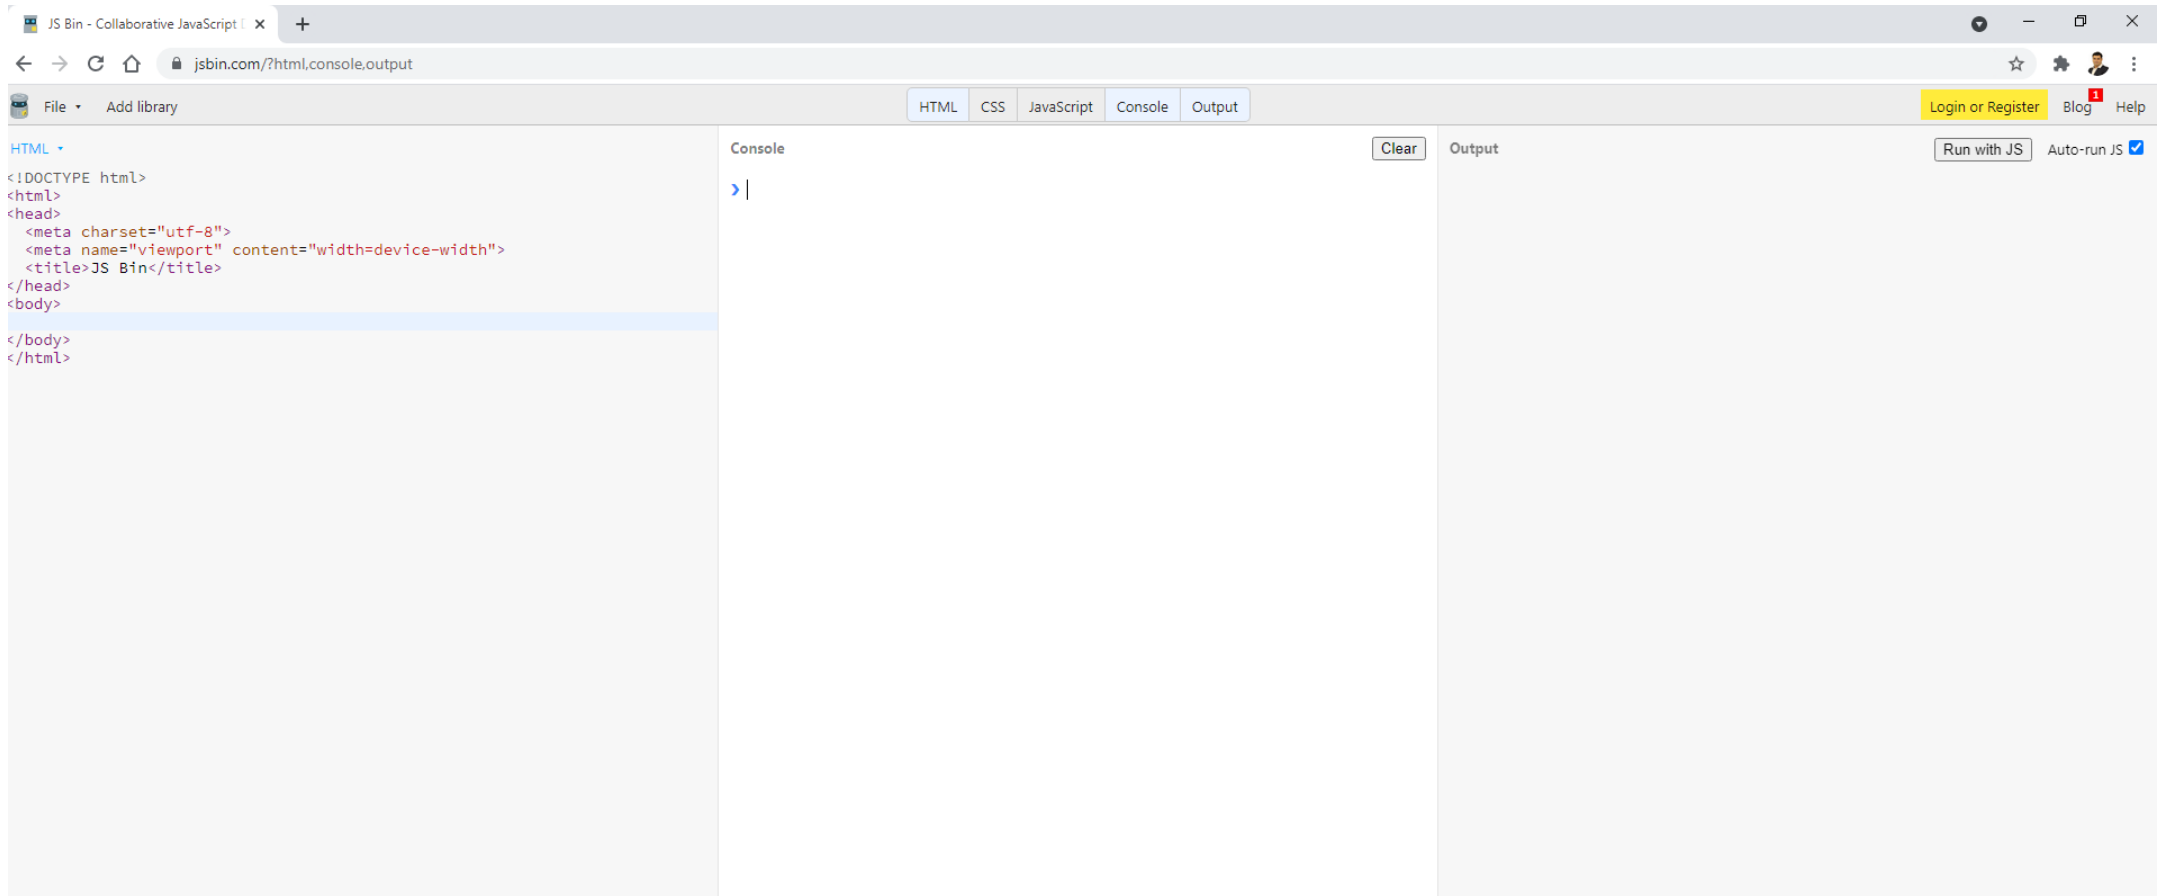 JS Bin - Collaborative JavaScript
jsbin.com/?html,console,output
File Add library HTML CSS JavaScript Console Output Login or Register Blog 1 Help
HTML
<!DOCTYPE html>
<html>
<head>
  <meta charset="utf-8">
  <meta name="viewport" content="width=device-width">
  <title>JS Bin</title>
</head>
<body>
</body>
</html>
Console Clear
Output Run with JS Auto-run JS